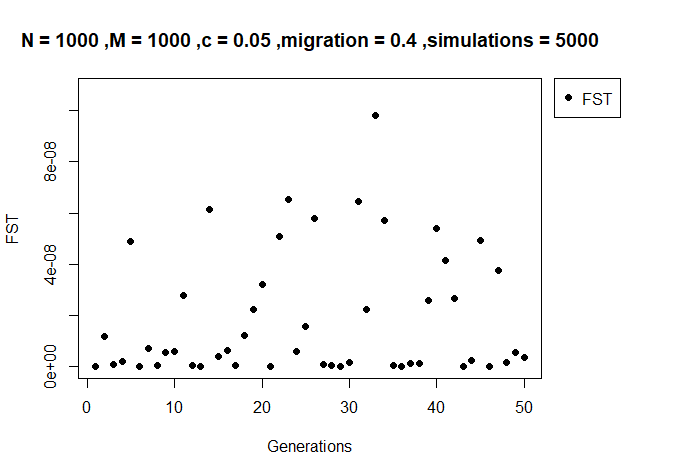 N = 1000 ,M = 1000 ,c = 0.05 ,migration = 0.4 ,simulations = 5000
FST
8e-08
4e-08
0e+00
FST
0 10 20 30 40 50
Generations